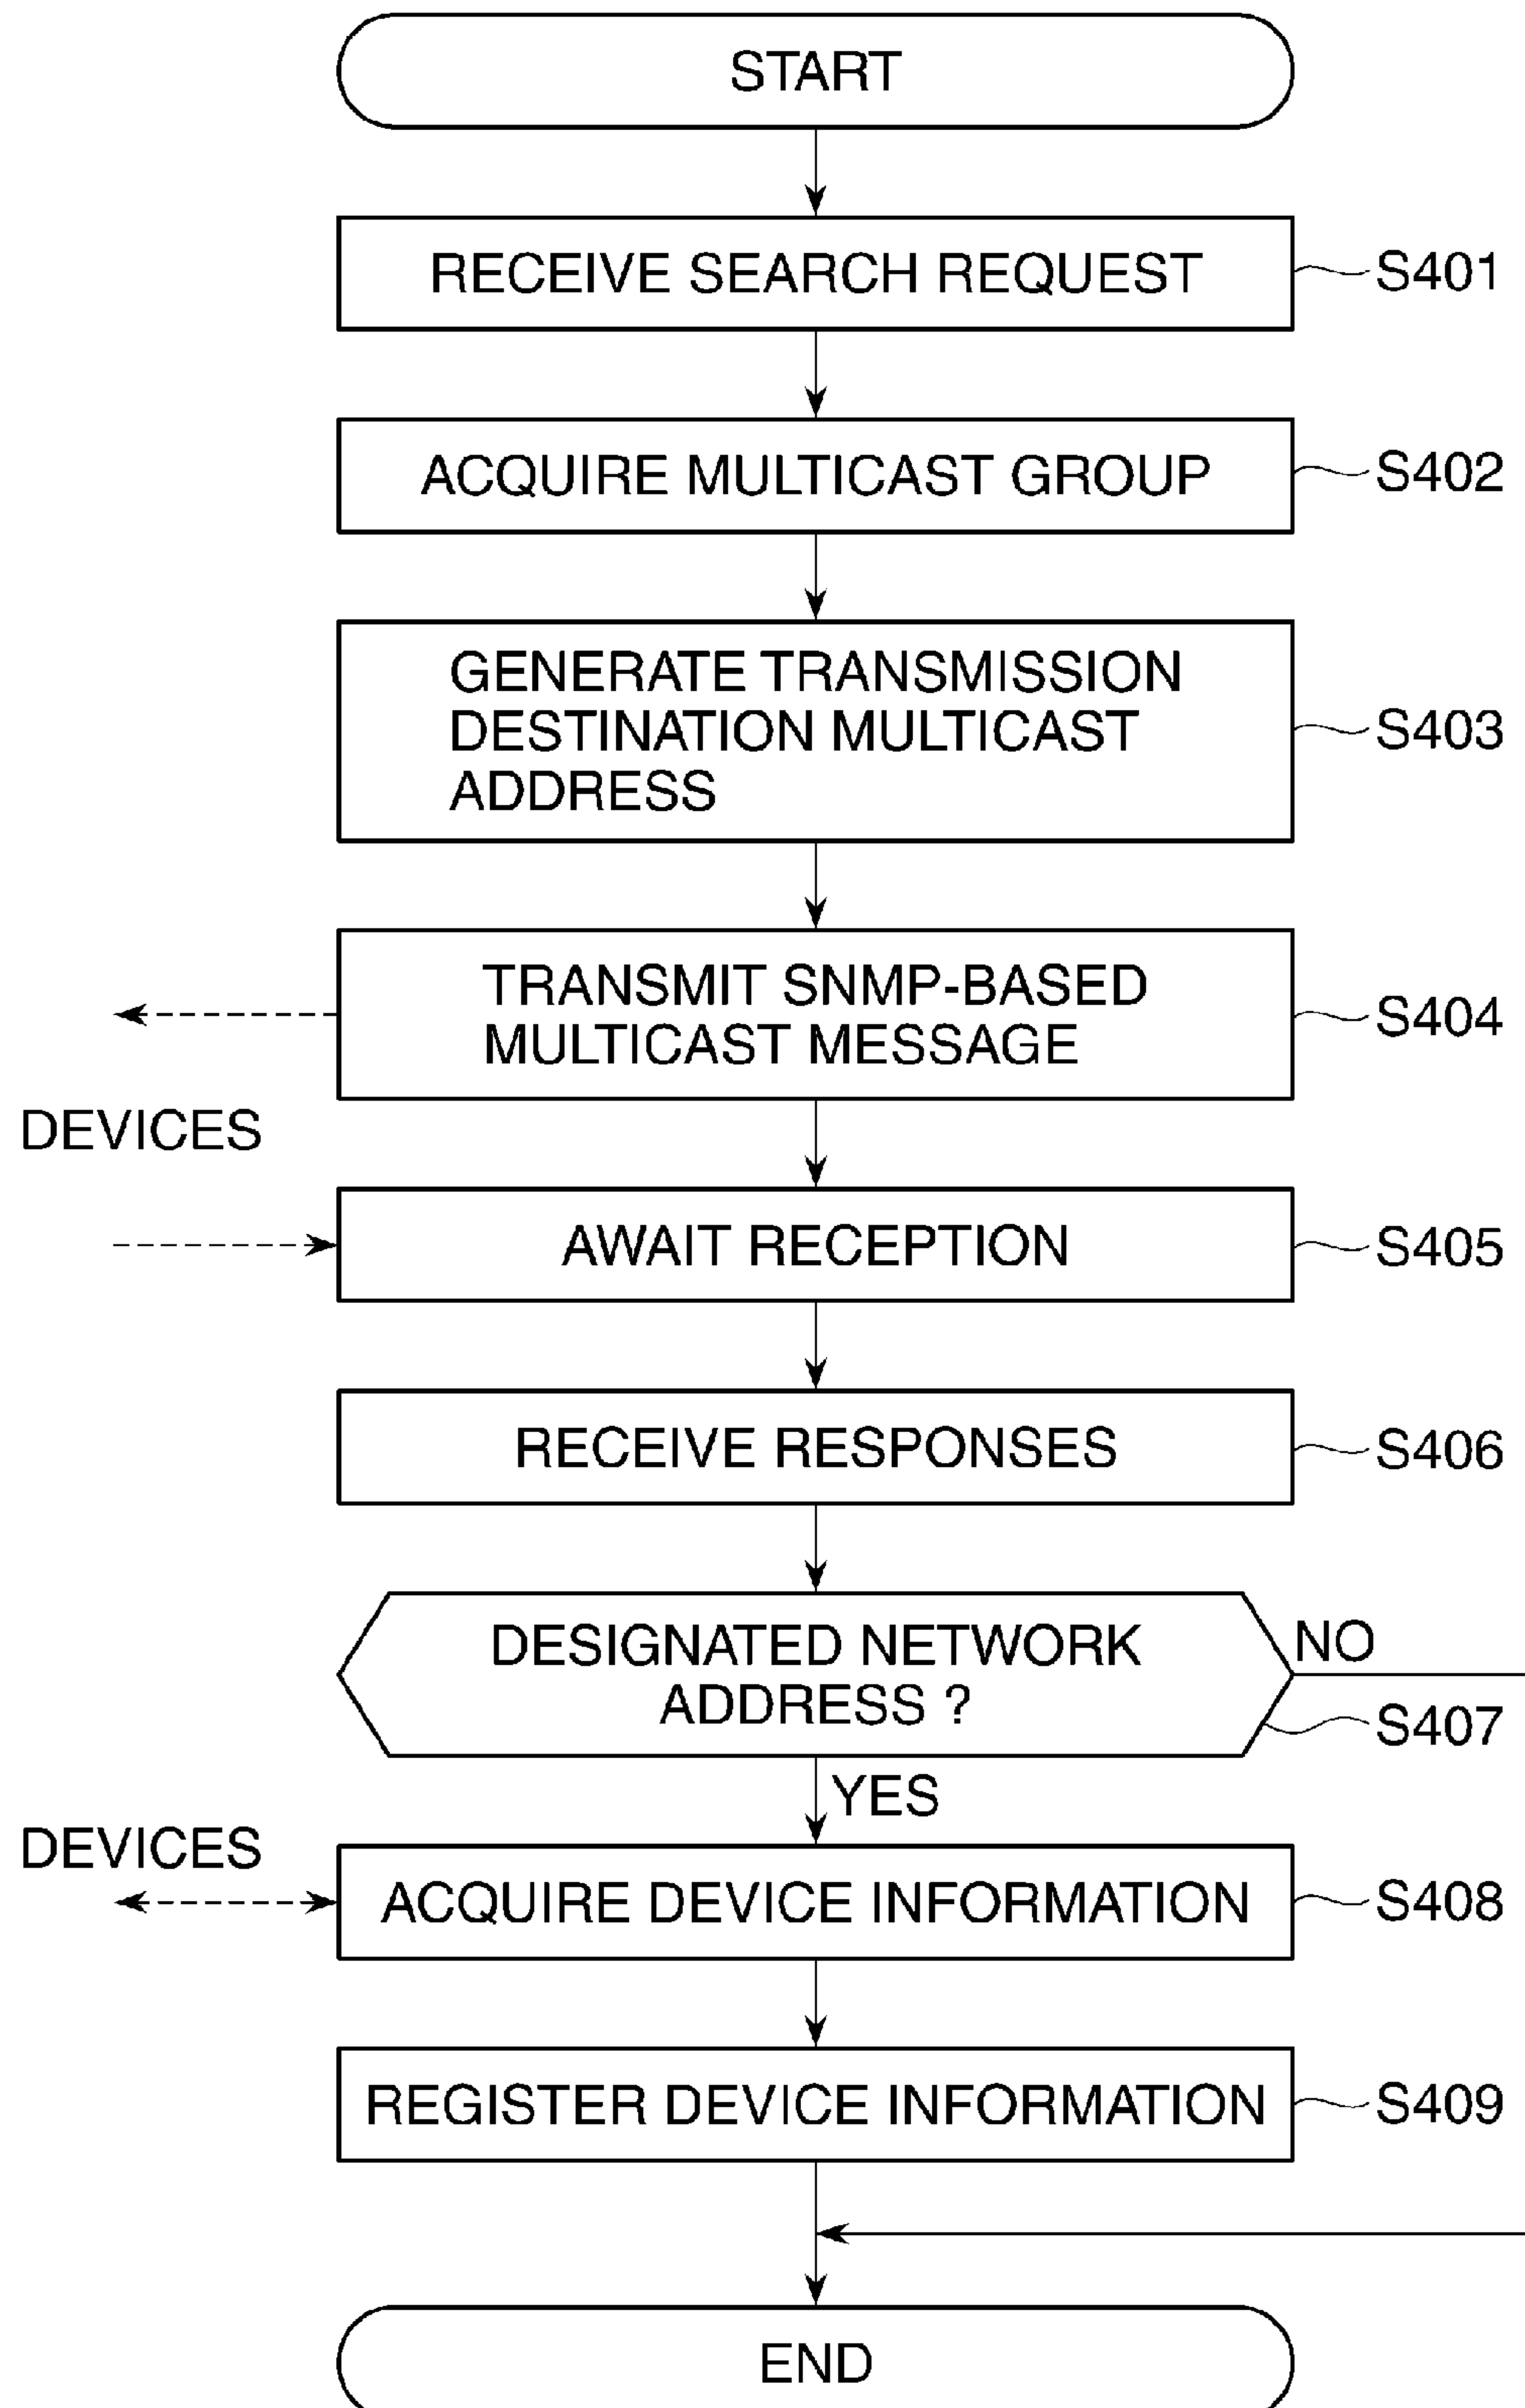 START
RECEIVE SEARCH REQUEST
S401
ACQUIRE MULTICAST GROUP
S402
GENERATE TRANSMISSION
DESTINATION MULTICAST
ADDRESS
S403
TRANSMIT SNMP-BASED
MULTICAST MESSAGE
S404
DEVICES
AWAIT RECEPTION
S405
RECEIVE RESPONSES
S406
DESIGNATED NETWORK
ADDRESS ?
NO
S407
YES
DEVICES
ACQUIRE DEVICE INFORMATION
S408
REGISTER DEVICE INFORMATION
S409
END